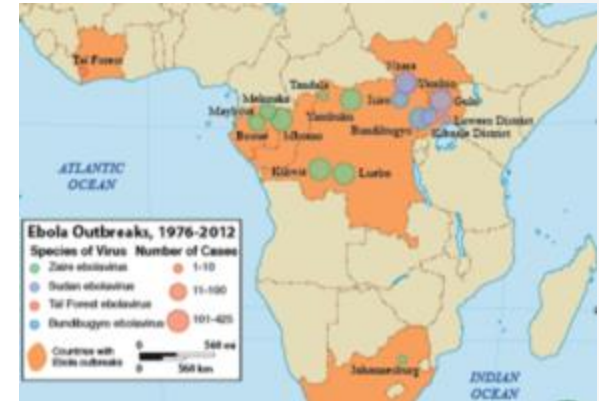 Tai Forest
Nzara
Yambio
Tandala
Mekouka
Isiro
Gulu
Mayibout
Yambuku
Luwero District
Booue
Mbomo
Bundibugyo
Kibaale District
Kikwit
Luebo
ATLANTIC
OCEAN
Ebola Outbreaks, 1976-2012
Species of Virus Number of Cases
Zaire ebolavirus 1-10
Sudan ebolavirus 11-100
Tai Forest ebolavirus 101-425
Bundibugyo ebolavirus
Countries with
Ebola outbreaks
0 560 mi
0 560 km
Johannesburg
INDIAN
OCEAN